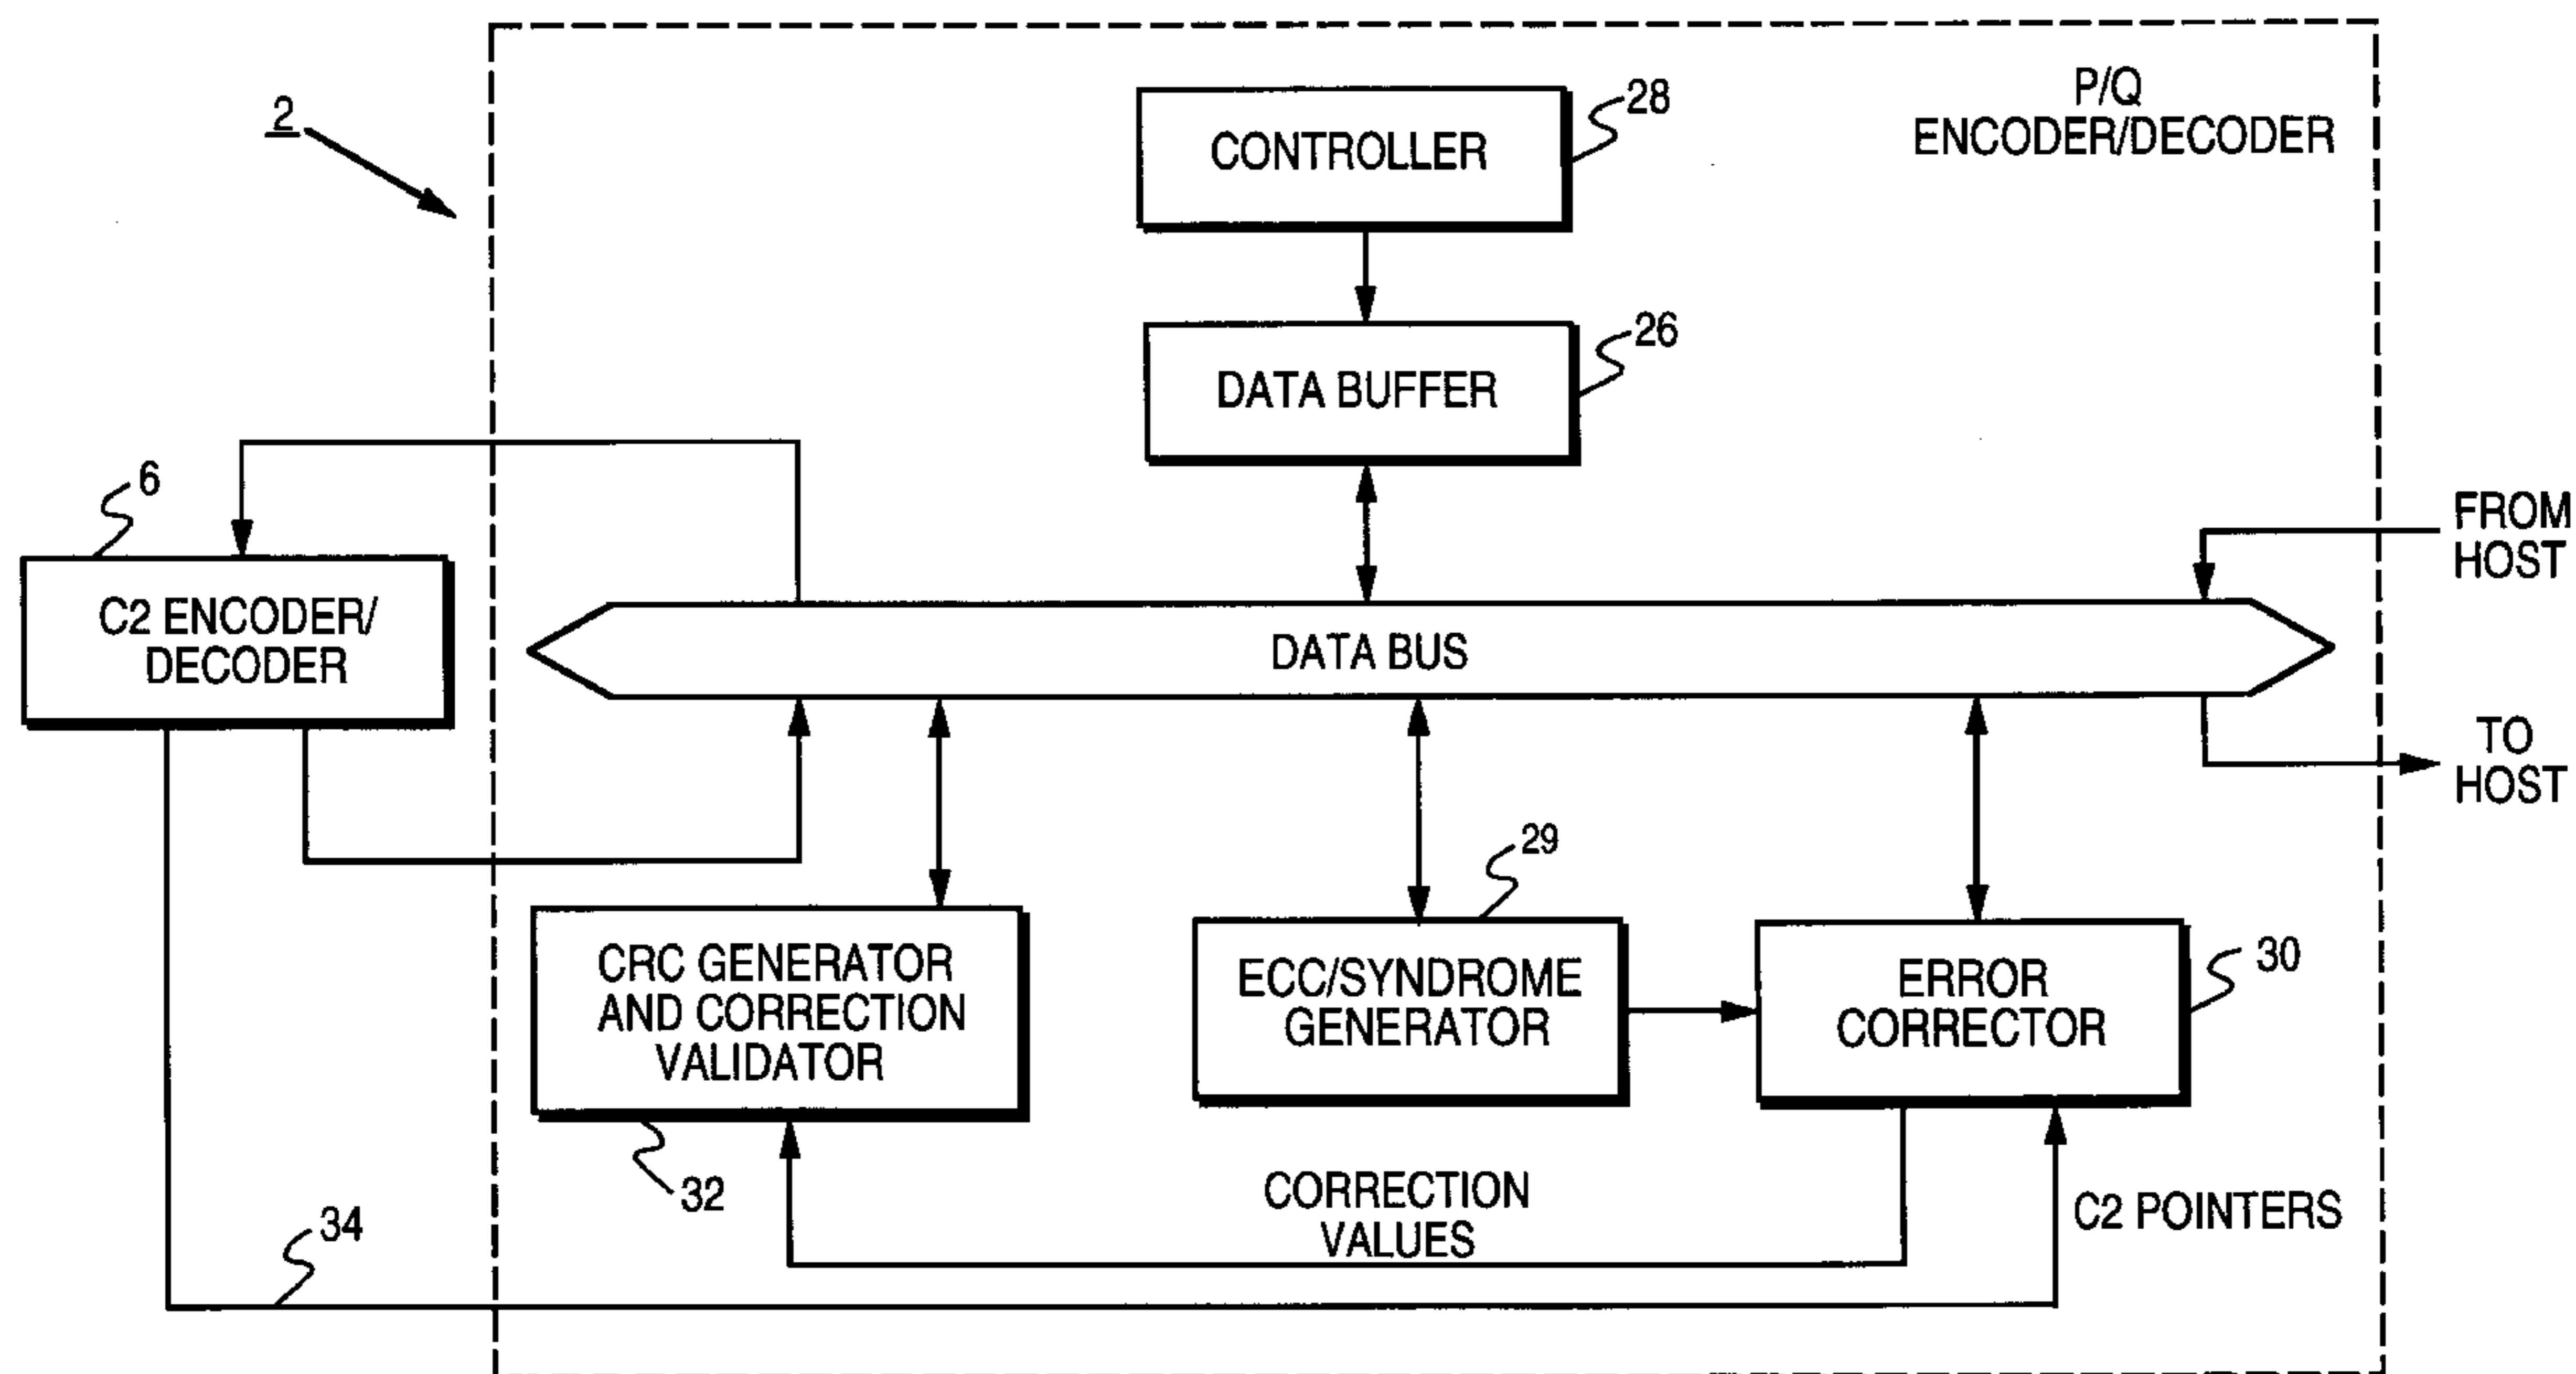 P/Q
ENCODER/DECODER
2
CONTROLLER
28
DATA BUFFER
26
6
C2 ENCODER/
DECODER
FROM
HOST
DATA BUS
TO
HOST
29
CRC GENERATOR
AND CORRECTION
VALIDATOR
ECC/SYNDROME
GENERATOR
ERROR
CORRECTOR
30
32
34
CORRECTION
VALUES
C2 POINTERS